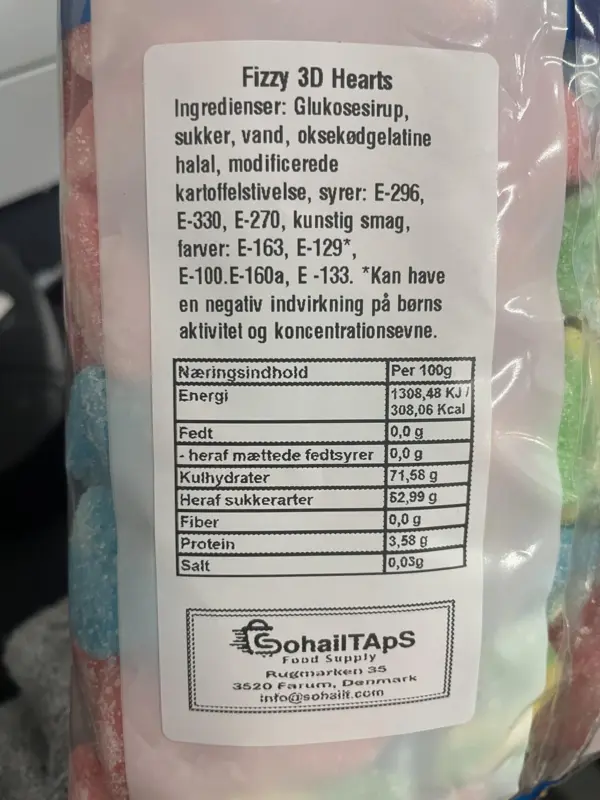 Fizzy 3D Hearts
Ingredienser: Glukosesirup,
sukker, vand, oksekødgelatine
halal, modificerede
kartoffelstivelse, syrer: E-296,
E-330, E-270, kunstig smag,
farver: E-163, E-129*,
E-100.E-160a, E -133. *Kan have
en negativ indvirkning på børns
aktivitet og koncentrationsevne.
Næringsindhold Per 100g
Energi 1308,48 KJ /
308,06 Kcal
Fedt 0,0 g
- heraf mættede fedtsyrer 0,0 g
Kulhydrater 71,58 g
Heraf sukkerarter 52,99 g
Fiber 0,0 g
Protein 3,58 g
Salt 0,03g
SohailTApS
Food Supply
Rugmarken 35
3520 Farum, Denmark
info@sohailt.com